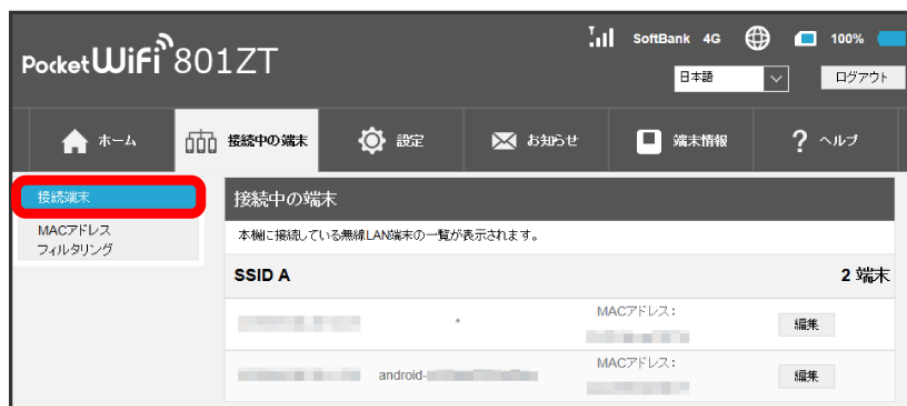 SoftBank 4G 100%
Pocket WiFi 801ZT
日本語 ログアウト
ホーム 接続中の端末 設定 お知らせ 端末情報 ヘルプ
接続端末
MACアドレス
フィルタリング
接続中の端末
本機に接続している無線LAN端末の一覧が表示されます。
SSID A 2 端末
* MACアドレス:
編集
android- MACアドレス:
編集